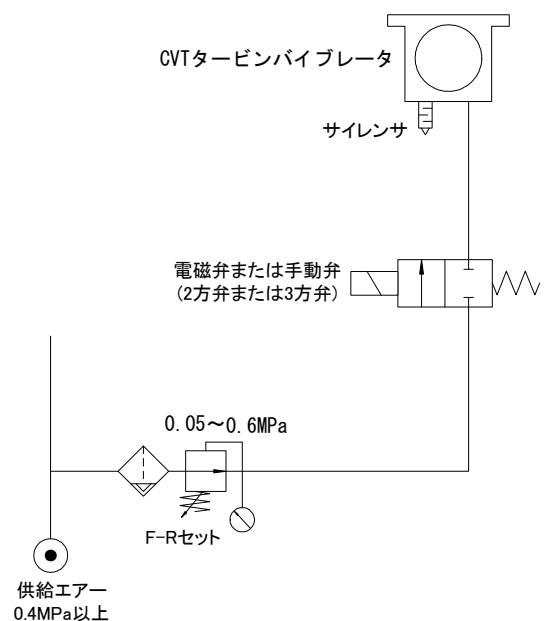 CVTタービンバイブレータ
サイレンサ
電磁弁または手動弁
(2方弁または3方弁)
0.05～0.6MPa
F-Rセット
供給エアー
0.4MPa以上